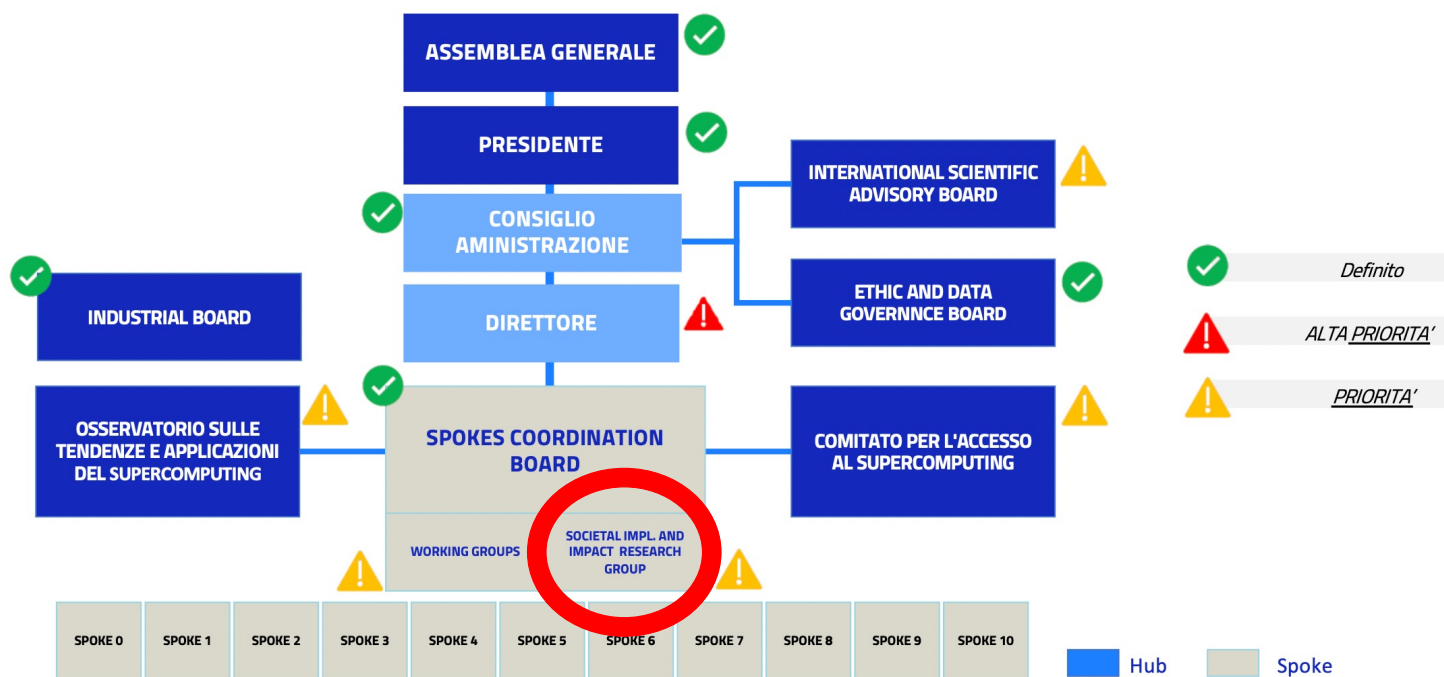 ASSEMBLEA GENERALE
PRESIDENTE
CONSIGLIO
AMINISTRAZIONE
DIRETTORE
INTERNATIONAL SCIENTIFIC
ADVISORY BOARD
ETHIC AND DATA
GOVERNNCE BOARD
INDUSTRIAL BOARD
OSSERVATORIO SULLE
TENDENZE E APPLICAZIONI
DEL SUPERCOMPUTING
SPOKES COORDINATION
BOARD
COMITATO PER L'ACCESSO
AL SUPERCOMPUTING
WORKING GROUPS
SOCIETAL IMPL. AND
IMPACT RESEARCH
GROUP
SPOKE 0
SPOKE 1
SPOKE 2
SPOKE 3
SPOKE 4
SPOKE 5
SPOKE 6
SPOKE 7
SPOKE 8
SPOKE 9
SPOKE 10
Definito
ALTA PRIORITA'
PRIORITA'
Hub
Spoke